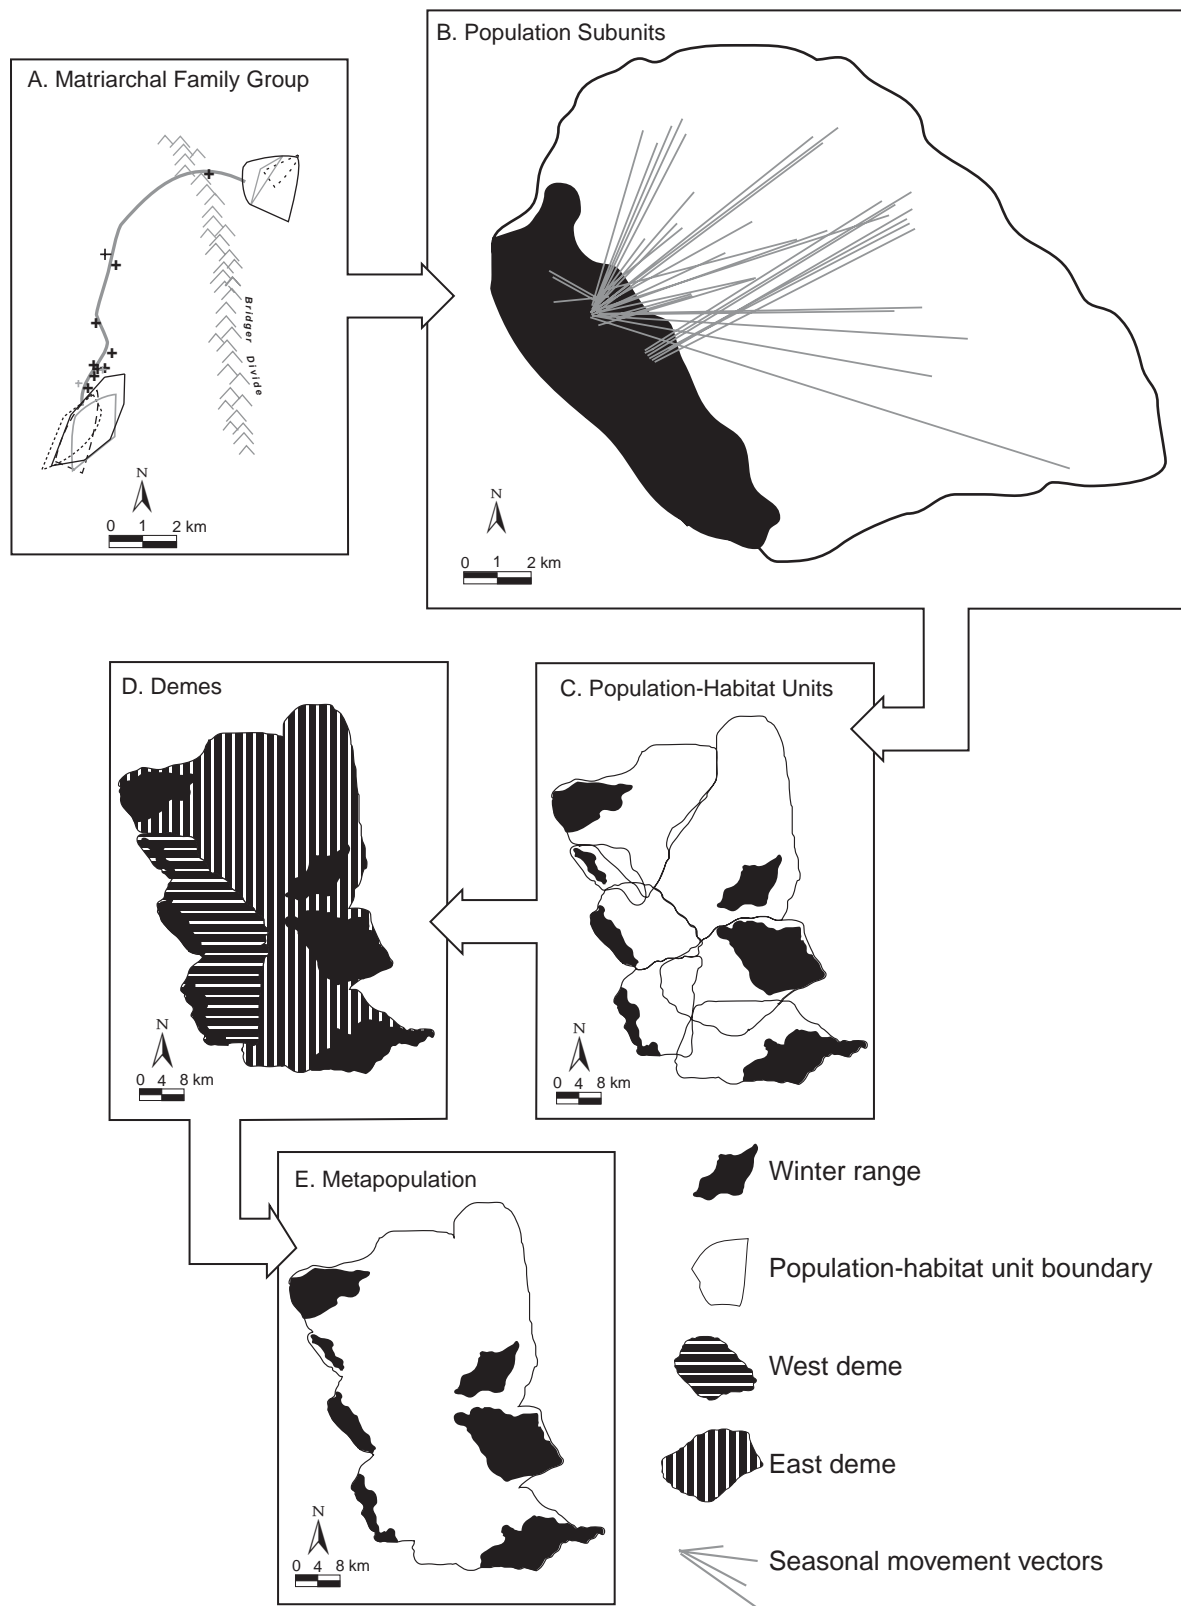 A. Matriarchal Family Group
Bridger Divide
N
0 1 2 km
B. Population Subunits
N
0 1 2 km
D. Demes
N
0 4 8 km
C. Population-Habitat Units
N
0 4 8 km
E. Metapopulation
N
0 4 8 km
Winter range
Population-habitat unit boundary
West deme
East deme
Seasonal movement vectors